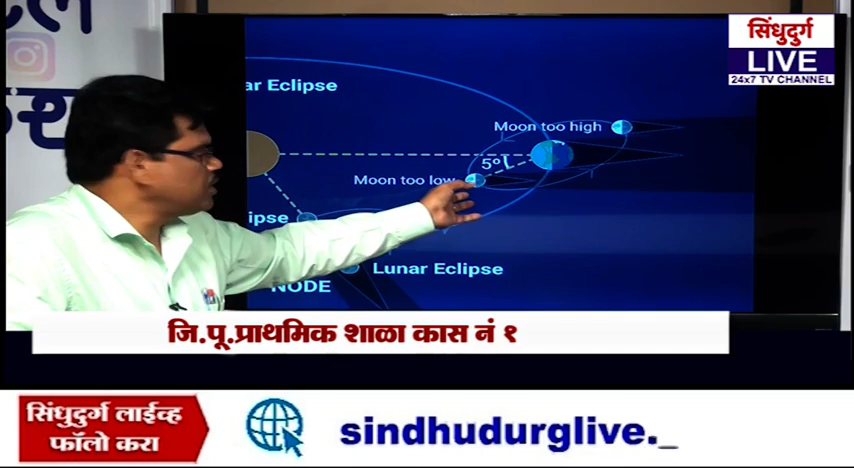 सिंधुदुर्ग
LIVE
24x7 TV CHANNEL
ar Eclipse
Moon too high
5º
Moon too low
ipse
Lunar Eclipse
NODE
जि.पू.प्राथमिक शाळा कास नं १
सिंधुदुर्ग लाईव्ह
फॉलो करा
sindhudurglive._